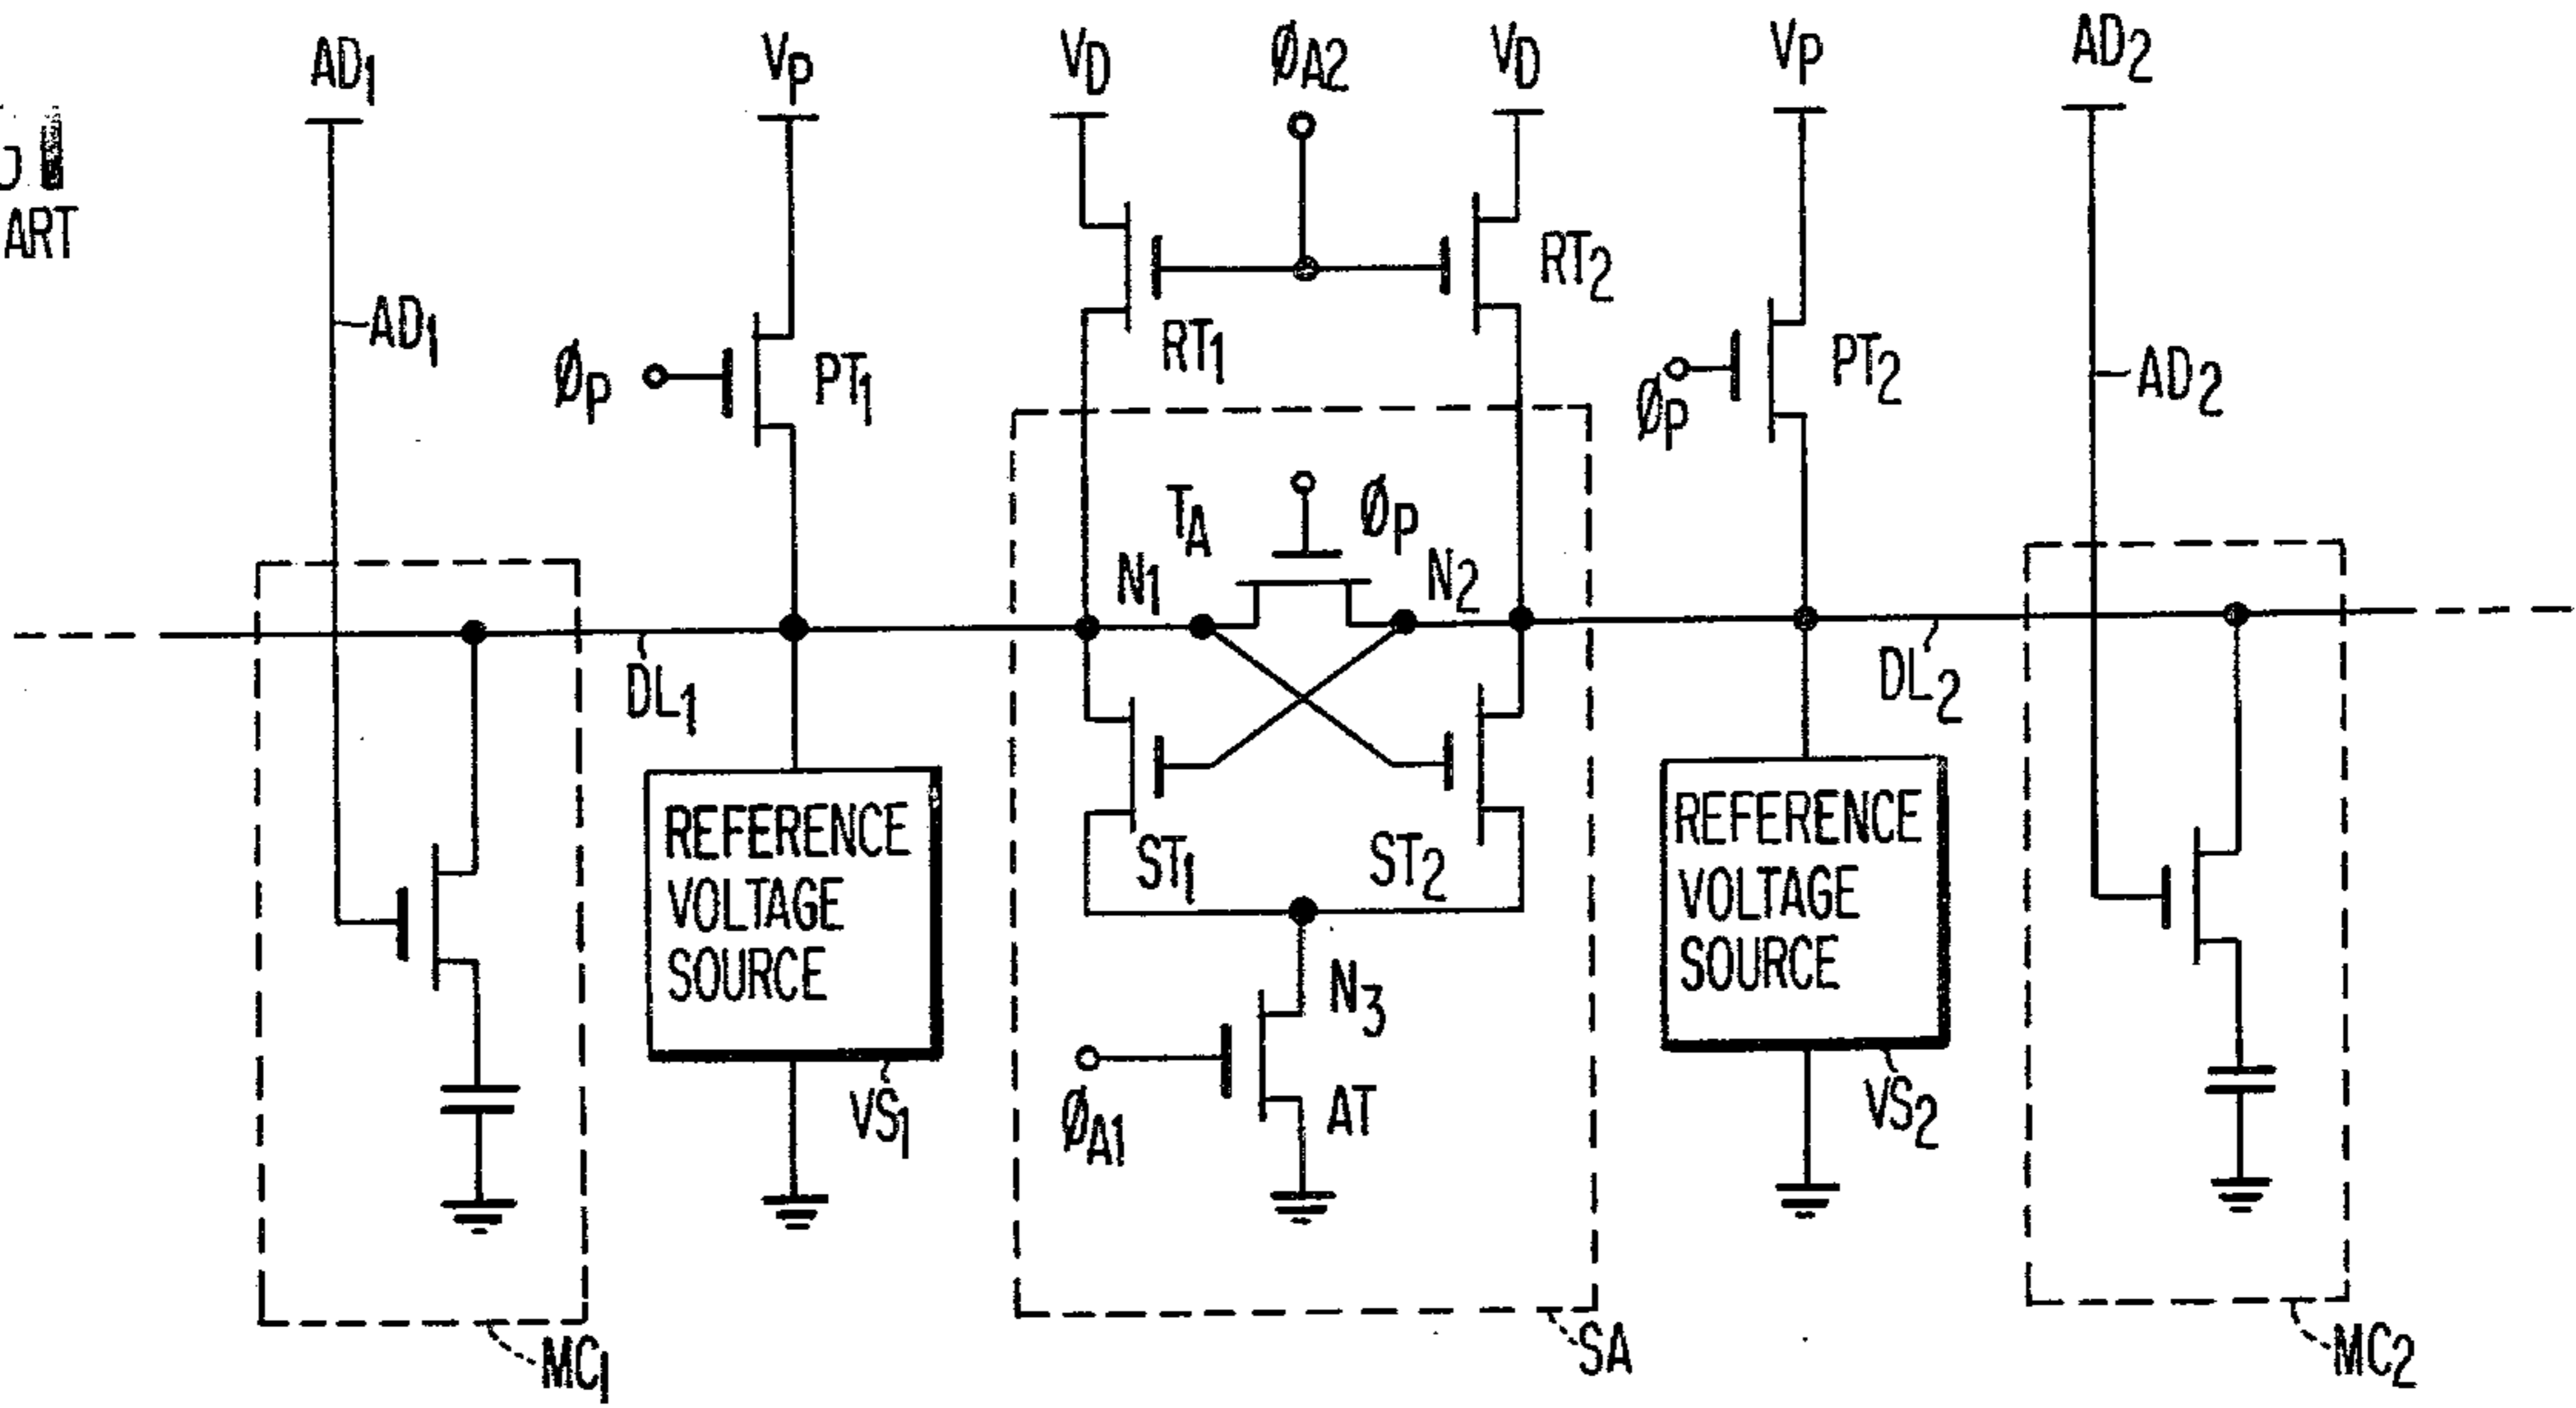 AD1
VP
VD
ØA2
VD
VP
AD2
ART
AD1
ØP
PT1
RT1
RT2
ØP
PT2
AD2
TA
ØP
N1
N2
DL1
DL2
REFERENCE
VOLTAGE
SOURCE
ST1
ST2
REFERENCE
VOLTAGE
SOURCE
N3
ØA1
AT
VS1
VS2
MC1
SA
MC2